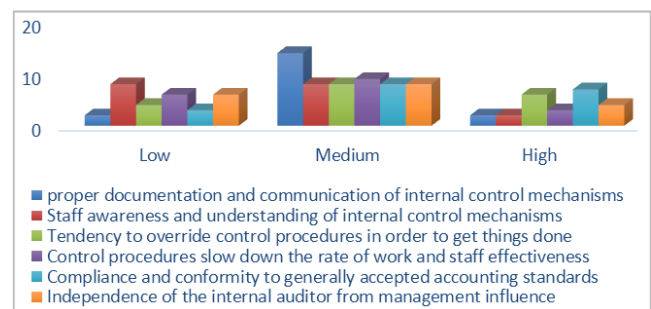 20
10
0
Low Medium High
proper documentation and communication of internal control mechanisms
Staff awareness and understanding of internal control mechanisms
Tendency to override control procedures in order to get things done
Control procedures slow down the rate of work and staff effectiveness
Compliance and conformity to generally accepted accounting standards
Independence of the internal auditor from management influence